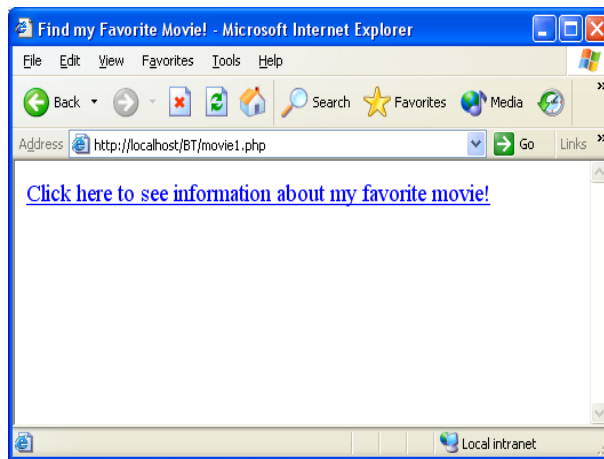 Find my Favorite Movie! - Microsoft Internet Explorer
File Edit View Favorites Tools Help
Back Search Favorites Media »
Address http://localhost/BT/movie1.php Go Links »
Click here to see information about my favorite movie!
Local intranet